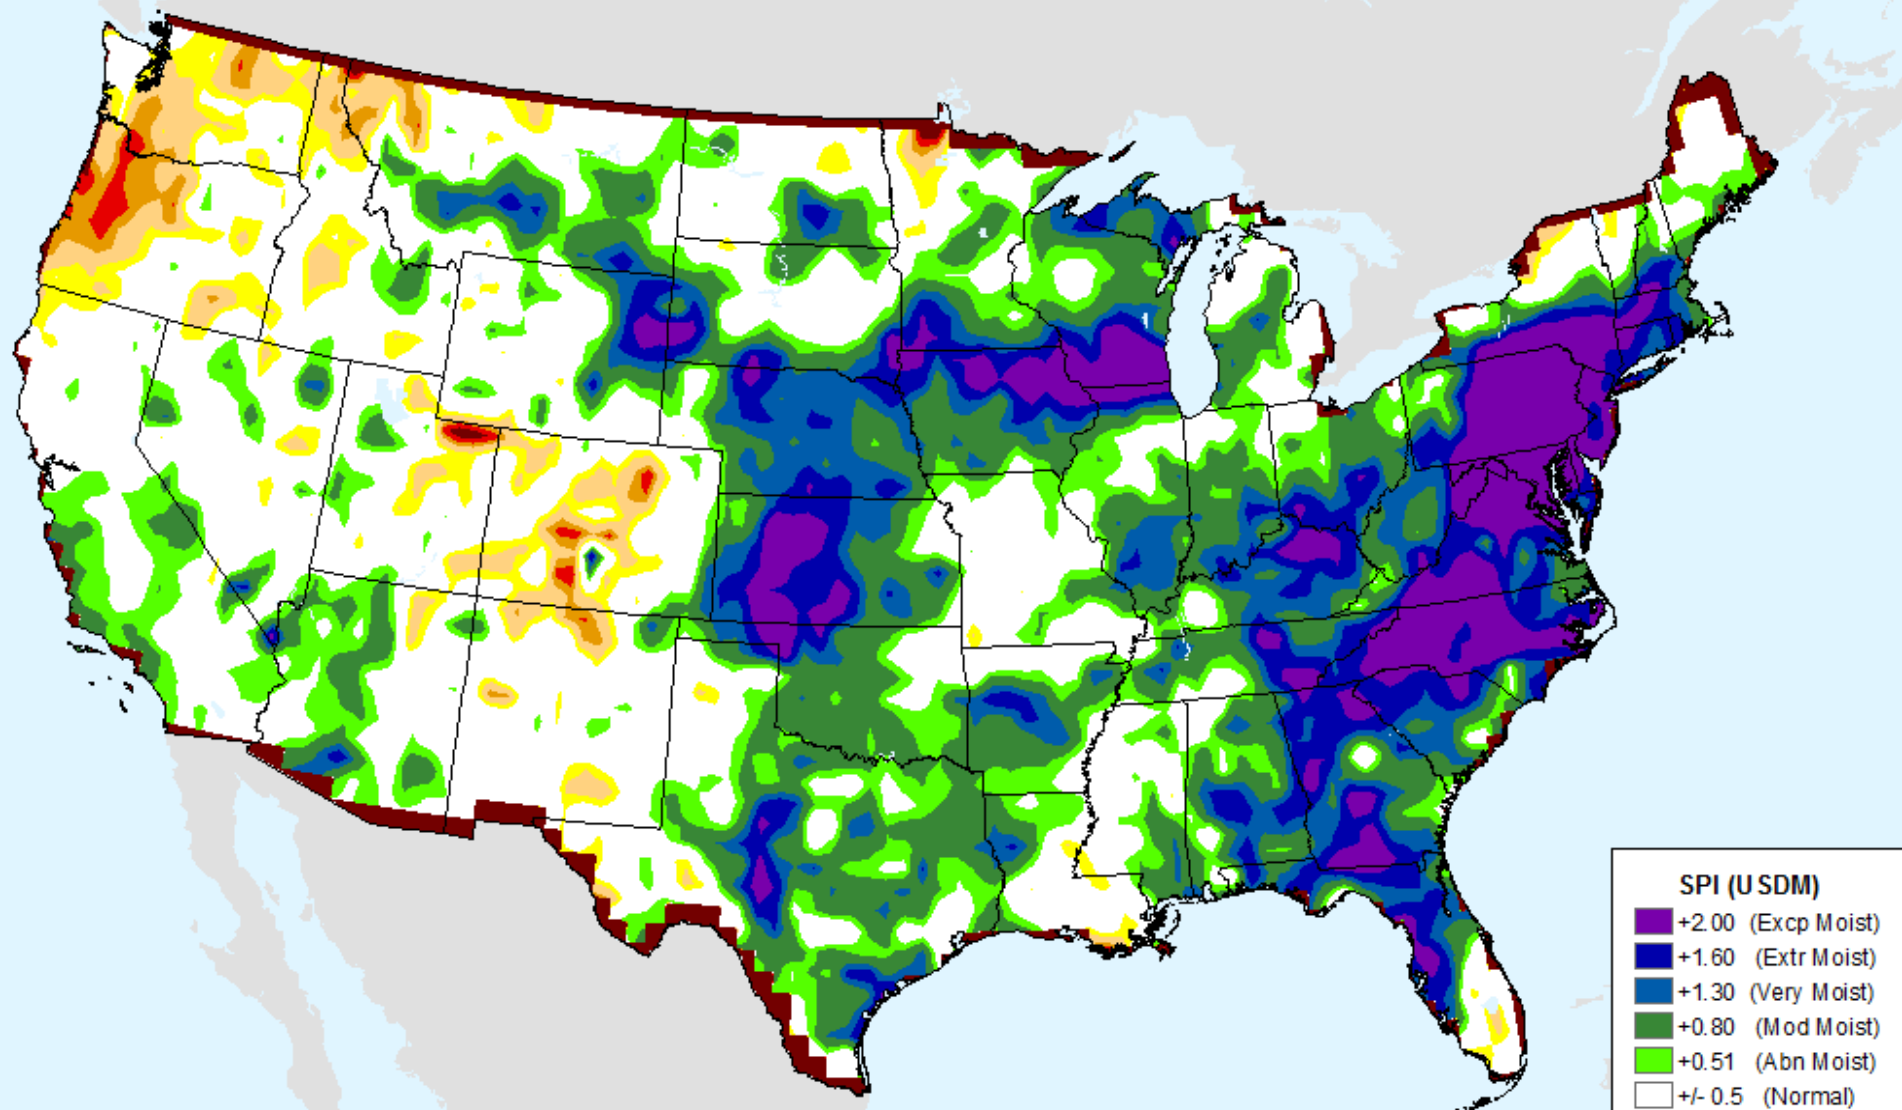 SPI (USDM)
+2.00 (Excp Moist)
+1.60 (Extr Moist)
+1.30 (Very Moist)
+0.80 (Mod Moist)
+0.51 (Abn Moist)
+/- 0.5 (Normal)